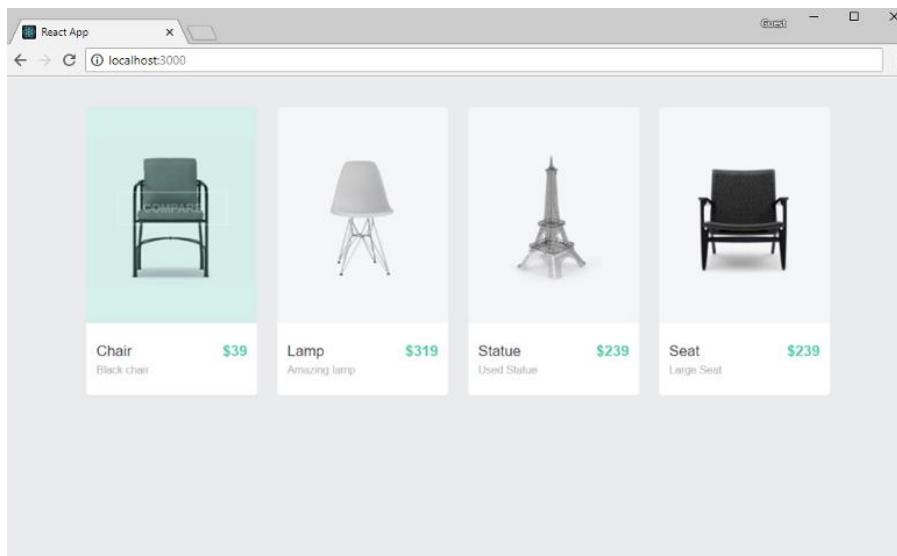 React App
Guest
localhost:3000
COMPARE
Chair $39
Black chair
Lamp $319
Amazing lamp
Statue $239
Used Statue
Seat $239
Large Seat